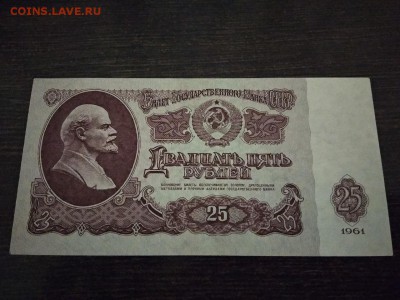 COINS.LAVE.RU
Билет Государственного Банка СССР
Двадцать пять
рублей
25
25
1961